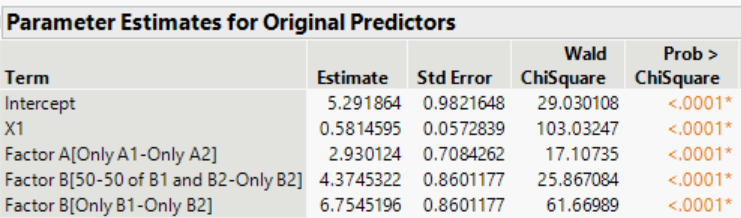 Parameter Estimates for Original Predictors
Wald Prob >
Term Estimate Std Error ChiSquare ChiSquare
Intercept 5.291864 0.9821648 29.030108 <.0001*
X1 0.5814595 0.0572839 103.03247 <.0001*
Factor A[Only A1-Only A2] 2.930124 0.7084262 17.10735 <.0001*
Factor B[50-50 of B1 and B2-Only B2] 4.3745322 0.8601177 25.867084 <.0001*
Factor B[Only B1-Only B2] 6.7545196 0.8601177 61.66989 <.0001*